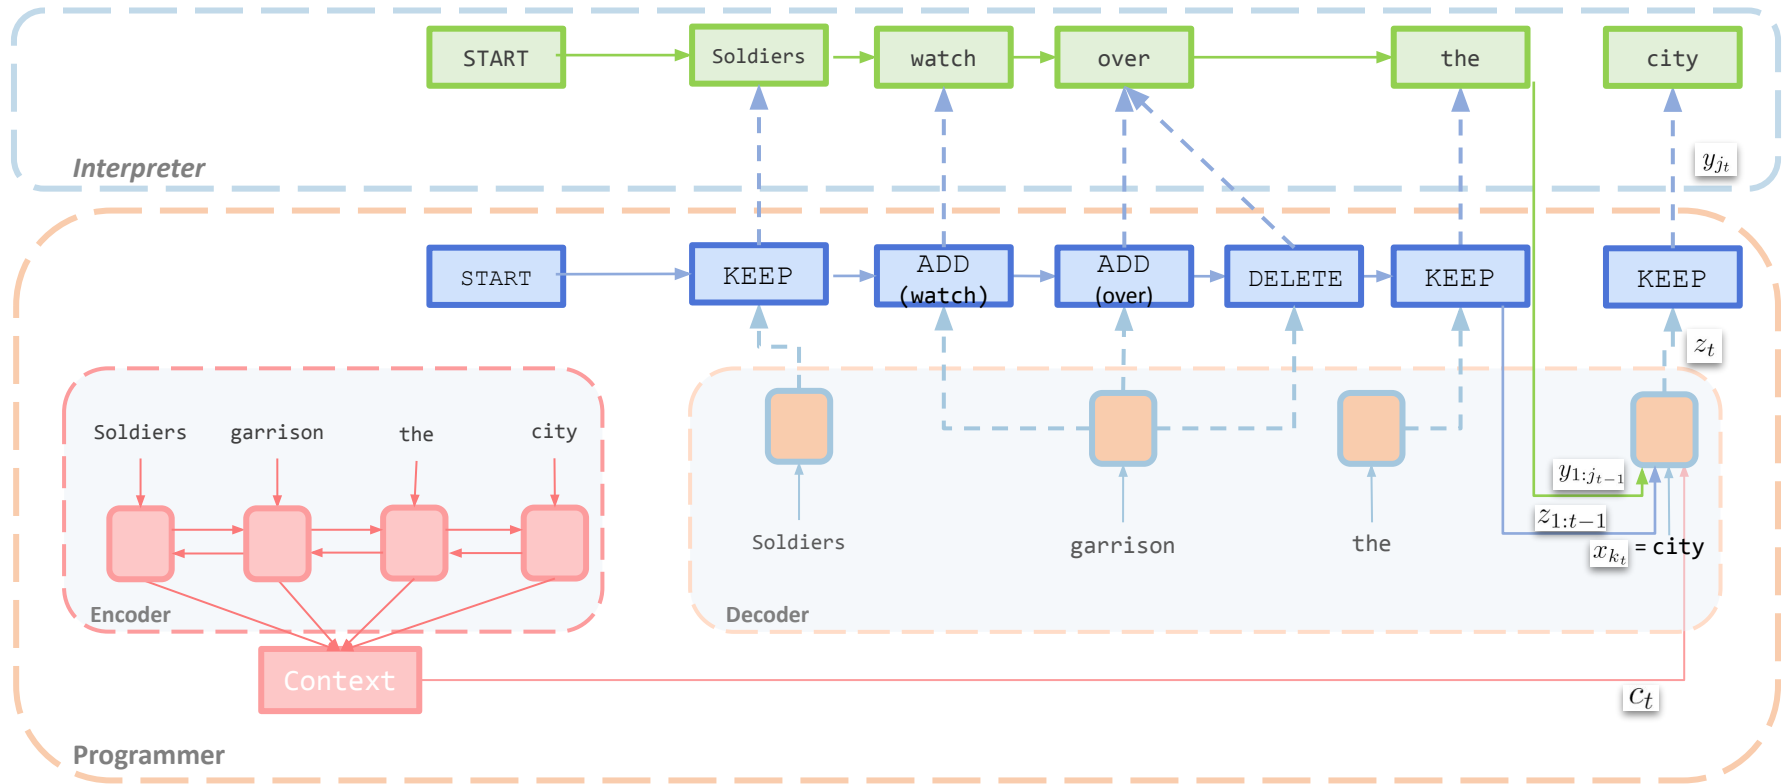 START
Soldiers
watch
over
the
city
Interpreter
$y_{j_t}$
START
KEEP
ADD
(watch)
ADD
(over)
DELETE
KEEP
KEEP
$z_t$
Soldiers
garrison
the
city
Encoder
Context
Soldiers
garrison
the
$y_{1:j_{t-1}}$
$z_{1:t-1}$
$x_{k_t}$ = city
Decoder
$c_t$
Programmer